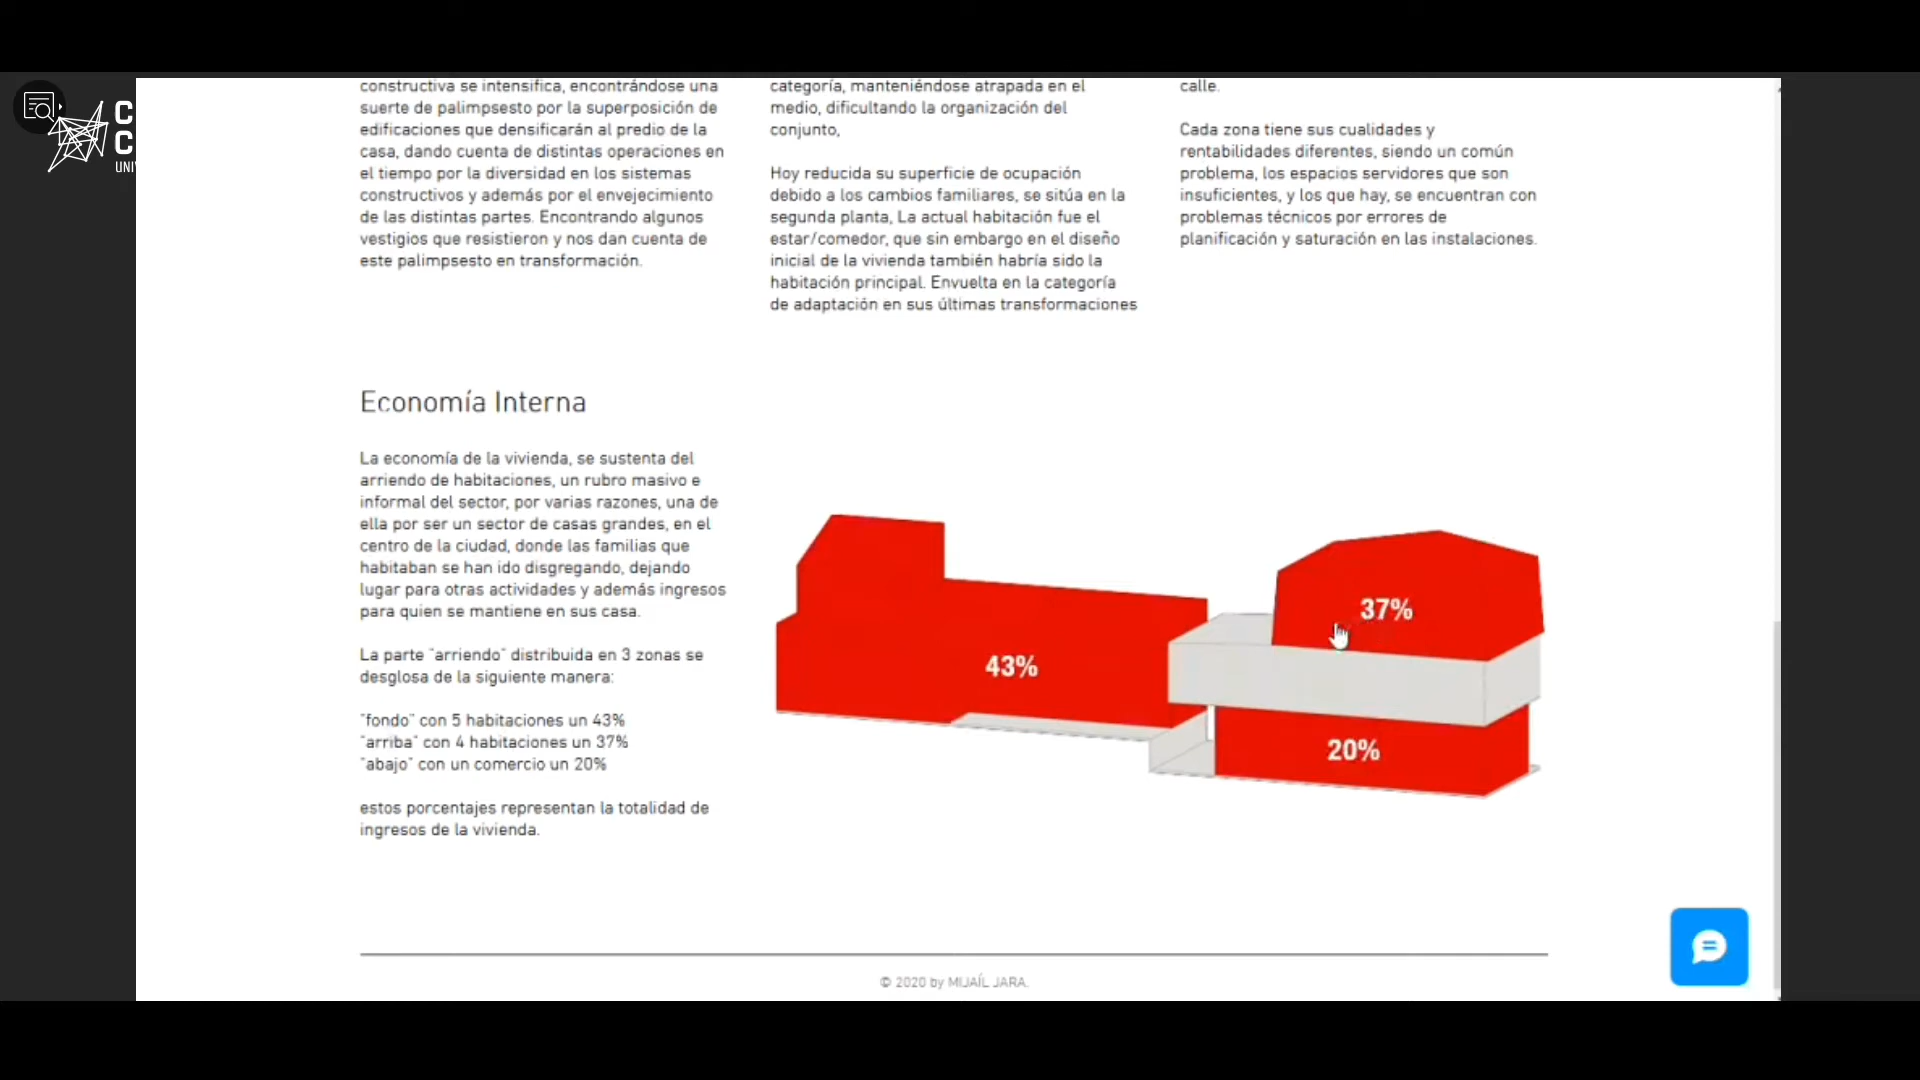 C
C
UNI
constructiva se intensifica, encontrándose una
suerte de palimpsesto por la superposición de
edificaciones que densificarán al predio de la
casa, dando cuenta de distintas operaciones en
el tiempo por la diversidad en los sistemas
constructivos y además por el envejecimiento
de las distintas partes. Encontrando algunos
vestigios que resistieron y nos dan cuenta de
este palimpsesto en transformación.
categoría, manteniéndose atrapada en el
medio, dificultando la organización del
conjunto,
Hoy reducida su superficie de ocupación
debido a los cambios familiares, se sitúa en la
segunda planta, La actual habitación fue el
estar/comedor, que sin embargo en el diseño
inicial de la vivienda también habría sido la
habitación principal. Envuelta en la categoría
de adaptación en sus últimas transformaciones
calle.
Cada zona tiene sus cualidades y
rentabilidades diferentes, siendo un común
problema, los espacios servidores que son
insuficientes, y los que hay, se encuentran con
problemas técnicos por errores de
planificación y saturación en las instalaciones.
Economía Interna
La economía de la vivienda, se sustenta del
arriendo de habitaciones, un rubro masivo e
informal del sector, por varias razones, una de
ella por ser un sector de casas grandes, en el
centro de la ciudad, donde las familias que
habitaban se han ido disgregando, dejando
lugar para otras actividades y además ingresos
para quien se mantiene en sus casa.
La parte "arriendo" distribuida en 3 zonas se
desglosa de la siguiente manera:
"fondo" con 5 habitaciones un 43%
"arriba" con 4 habitaciones un 37%
"abajo" con un comercio un 20%
estos porcentajes representan la totalidad de
ingresos de la vivienda.
43%
37%
20%
© 2020 by MIJAÍL JARA.